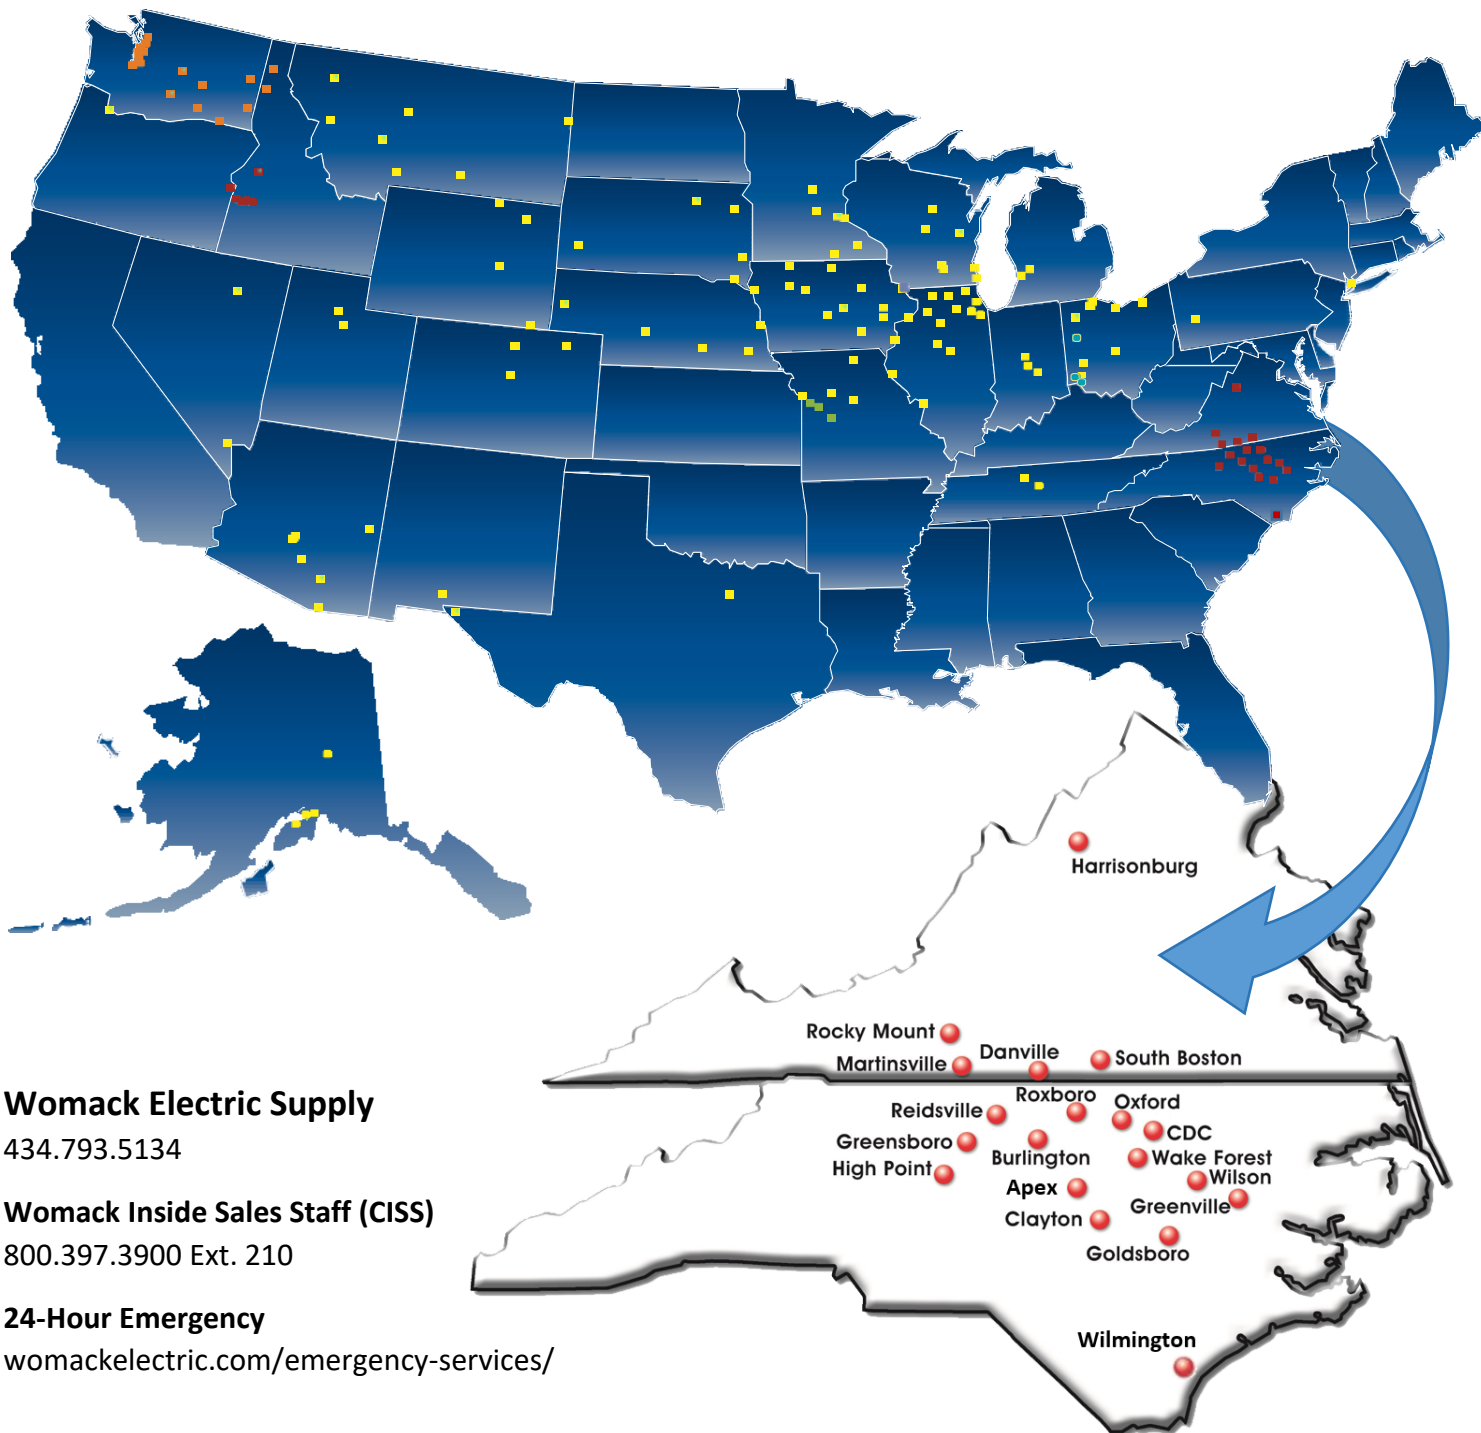 Harrisonburg
Rocky Mount
Martinsville
Danville
South Boston
Reidsville
Roxboro
Oxford
Greensboro
CDC
High Point
Burlington
Wake Forest
Apex
Wilson
Clayton
Greenville
Goldsboro
Wilmington
Womack Electric Supply
434.793.5134
Womack Inside Sales Staff (CISS)
800.397.3900 Ext. 210
24-Hour Emergency
womackelectric.com/emergency-services/